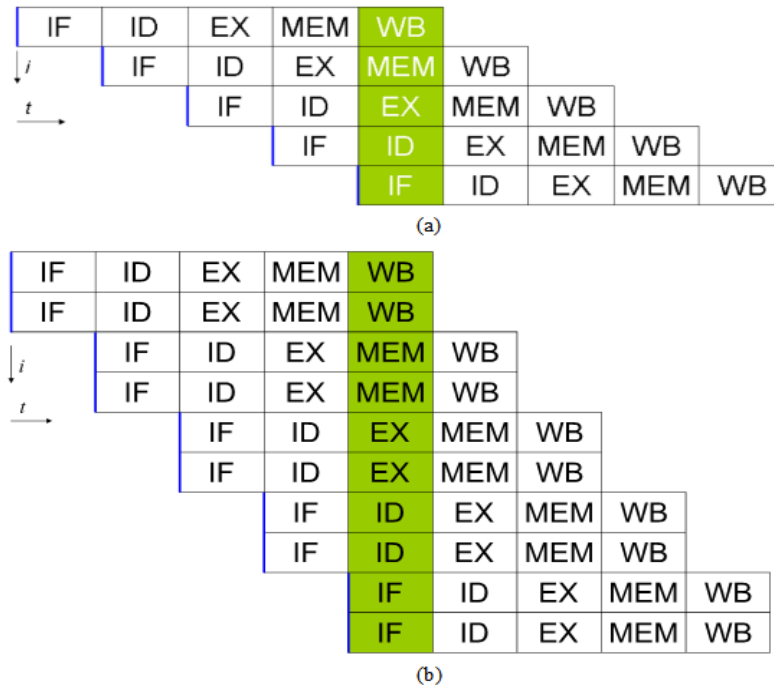 IF ID EX MEM WB
i IF ID EX MEM WB
t IF ID EX MEM WB
IF ID EX MEM WB
IF ID EX MEM WB
(a)
IF ID EX MEM WB
IF ID EX MEM WB
IF ID EX MEM WB
i
IF ID EX MEM WB
t
IF ID EX MEM WB
IF ID EX MEM WB
IF ID EX MEM WB
IF ID EX MEM WB
IF ID EX MEM WB
IF ID EX MEM WB
(b)